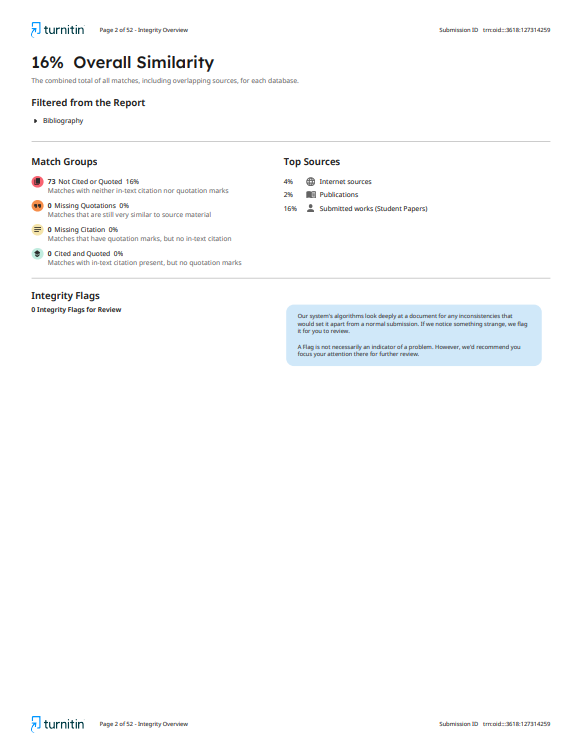 turnitin Page 2 of 52 - Integrity Overview Submission ID trn:oid:::3618:127314259
16% Overall Similarity
The combined total of all matches, including overlapping sources, for each database.
Filtered from the Report
Bibliography
Match Groups
73 Not Cited or Quoted 16%
Matches with neither in-text citation nor quotation marks
0 Missing Quotations 0%
Matches that are still very similar to source material
0 Missing Citation 0%
Matches that have quotation marks, but no in-text citation
0 Cited and Quoted 0%
Matches with in-text citation present, but no quotation marks
Top Sources
4% Internet sources
2% Publications
16% Submitted works (Student Papers)
Integrity Flags
0 Integrity Flags for Review
Our system's algorithms look deeply at a document for any inconsistencies that
would set it apart from a normal submission. If we notice something strange, we flag
it for you to review.
A Flag is not necessarily an indicator of a problem. However, we'd recommend you
focus your attention there for further review.
turnitin Page 2 of 52 - Integrity Overview Submission ID trn:oid:::3618:127314259